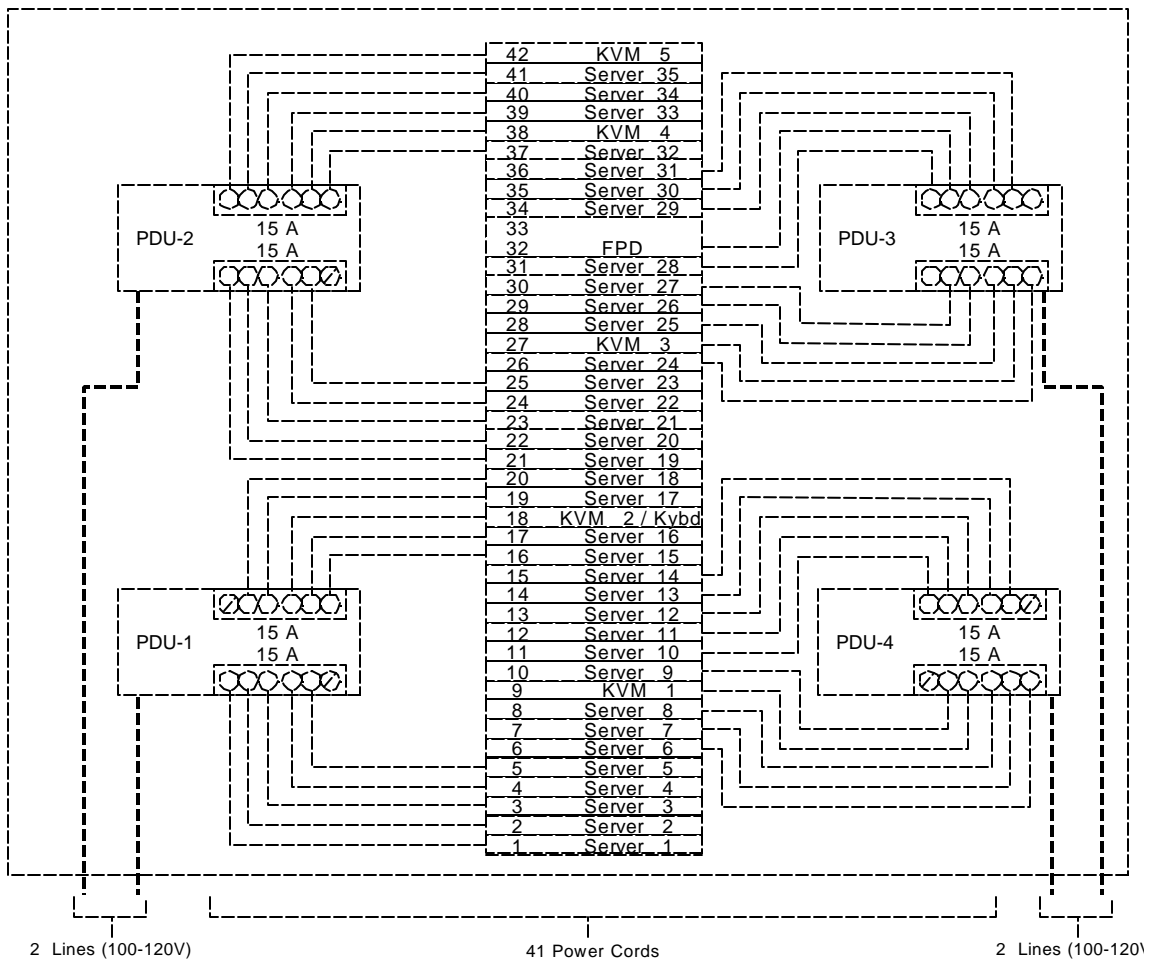 42 KVM 5
41 Server 35
40 Server 34
39 Server 33
38 KVM 4
37 Server 32
36 Server 31
35 Server 30
34 Server 29
33
32 FPD
31 Server 28
30 Server 27
29 Server 26
28 Server 25
27 KVM 3
26 Server 24
25 Server 23
24 Server 22
23 Server 21
22 Server 20
21 Server 19
20 Server 18
19 Server 17
18 KVM 2 / Kybd
17 Server 16
16 Server 15
15 Server 14
14 Server 13
13 Server 12
12 Server 11
11 Server 10
10 Server 9
9 KVM 1
8 Server 8
7 Server 7
6 Server 6
5 Server 5
4 Server 4
3 Server 3
2 Server 2
1 Server 1
PDU-2
15 A
15 A
PDU-3
15 A
15 A
PDU-1
15 A
15 A
PDU-4
15 A
15 A
2 Lines (100-120V)
41 Power Cords
2 Lines (100-120V